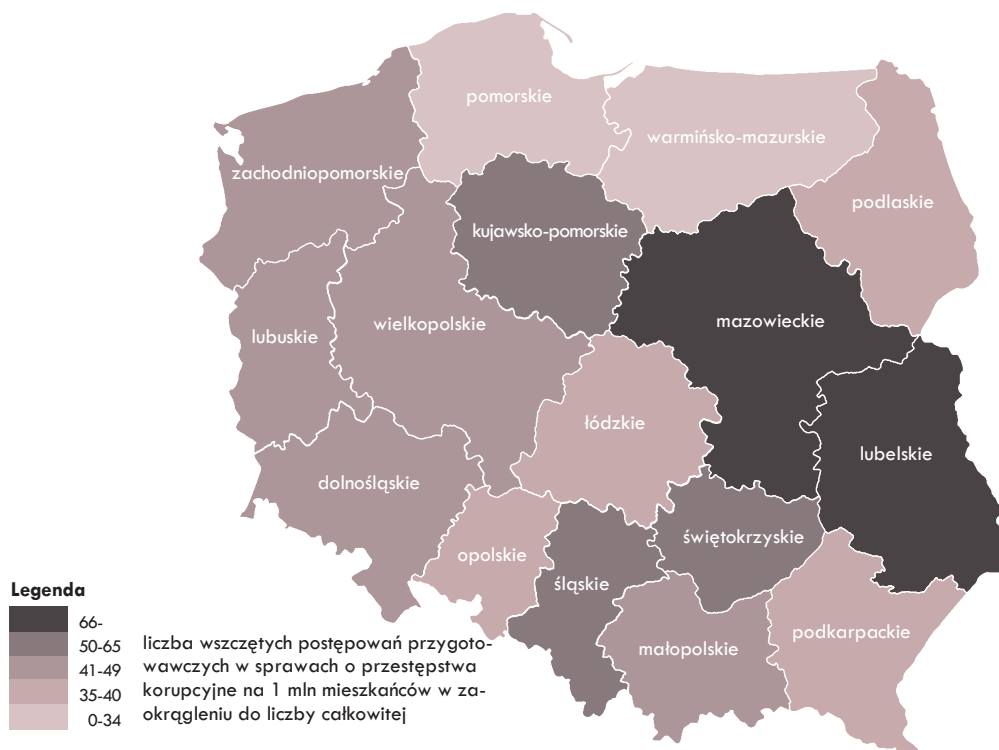 pomorskie
warmińsko-mazurskie
zachodniopomorskie
podlaskie
kujawsko-pomorskie
mazowieckie
wielkopolskie
lubuskie
łódzkie
lubelskie
dolnośląskie
świętokrzyskie
opolskie
śląskie
podkarpackie
małopolskie
Legenda
66-
50-65
41-49
35-40
0-34
liczba wszczętych postępowań przygoto-
wawczych w sprawach o przestępstwa
korupcyjne na 1 mln mieszkańców w za-
okrągleniu do liczby całkowitej